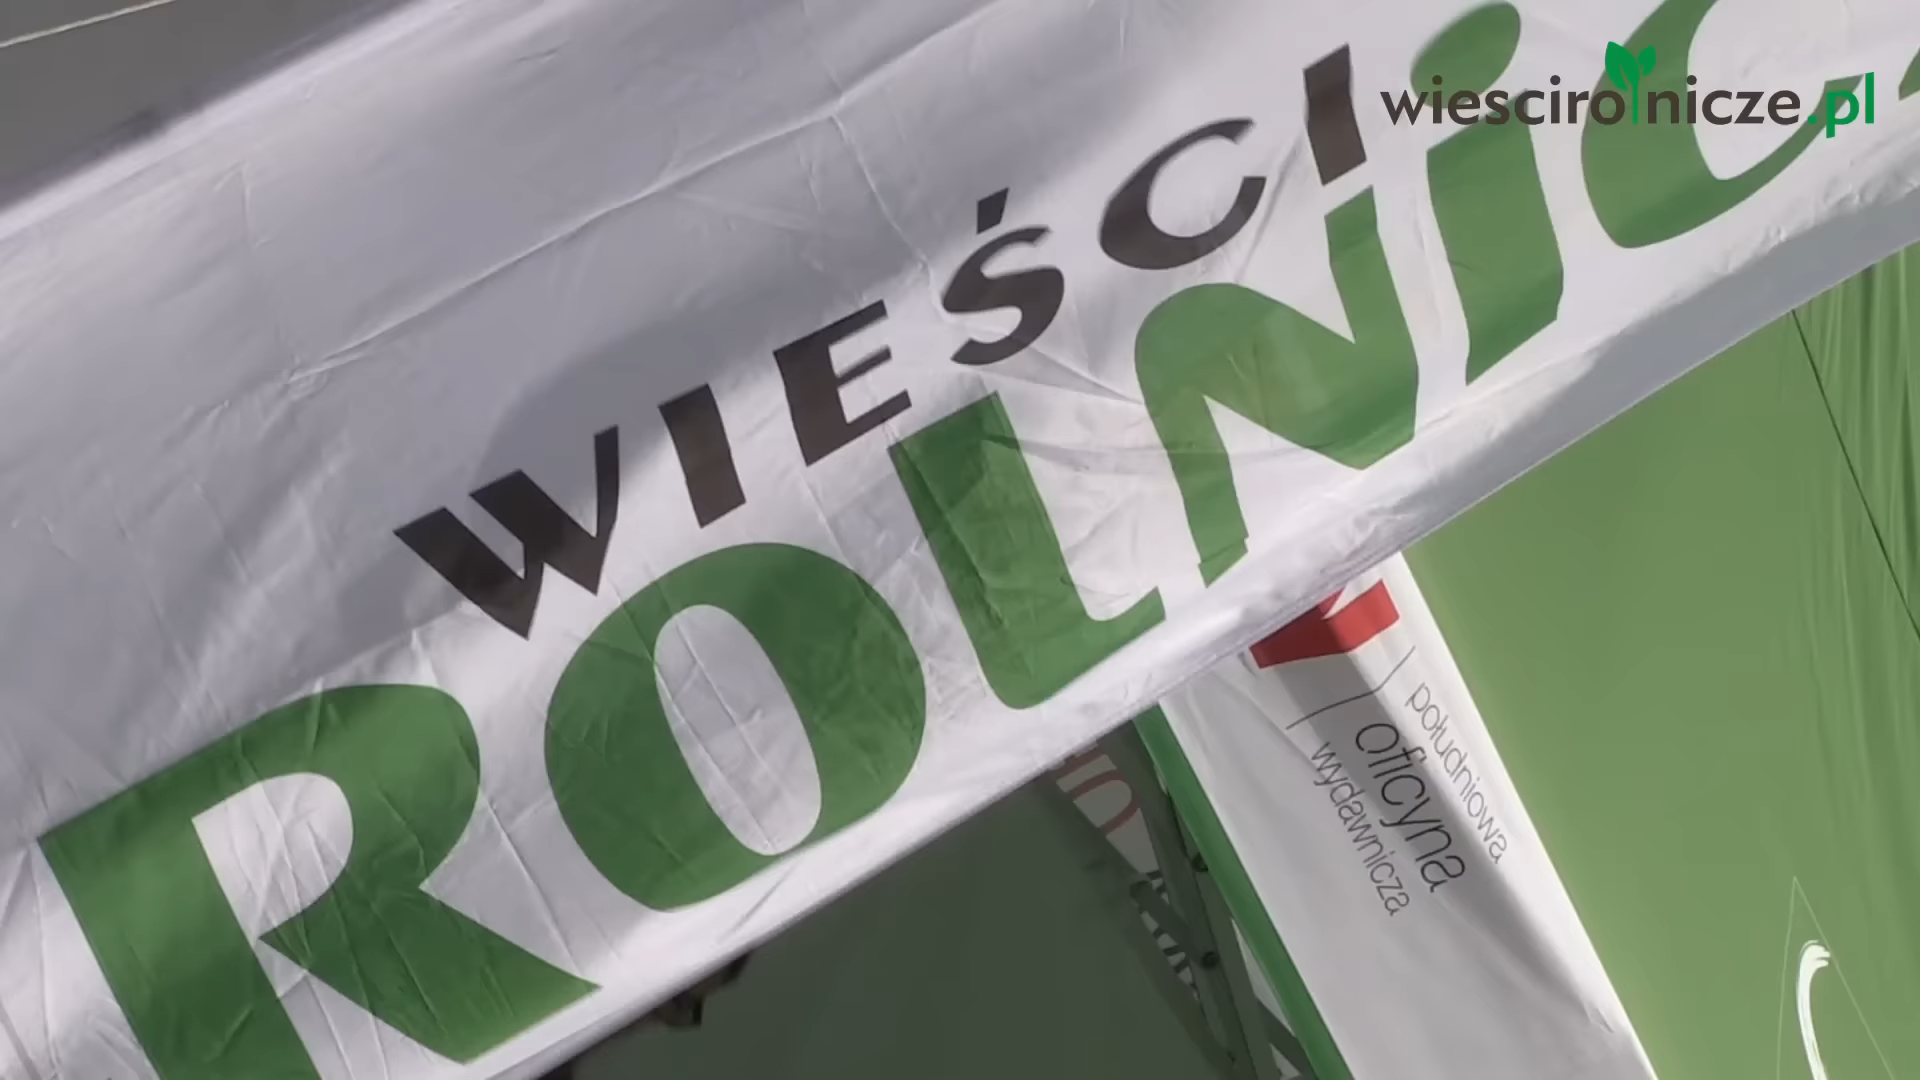 wiescirolnicze.pl
WIEŚCI
ROLNIC
południowa
oficyna
wydawnicza